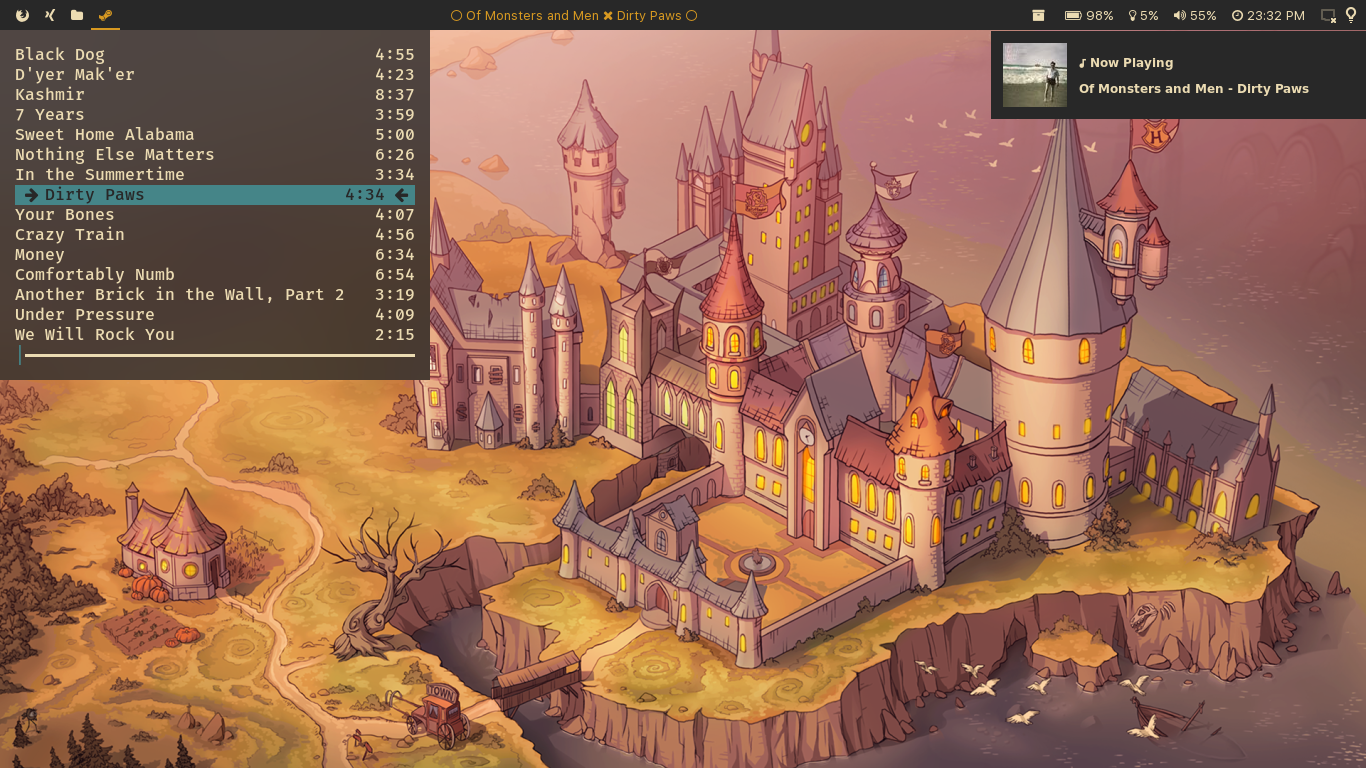 Of Monsters and Men ✖ Dirty Paws
98%
5%
55%
23:32 PM
Black Dog 4:55
D'yer Mak'er 4:23
Kashmir 8:37
7 Years 3:59
Sweet Home Alabama 5:00
Nothing Else Matters 6:26
In the Summertime 3:34
Dirty Paws 4:34
Your Bones 4:07
Crazy Train 4:56
Money 6:34
Comfortably Numb 6:54
Another Brick in the Wall, Part 2 3:19
Under Pressure 4:09
We Will Rock You 2:15
♪ Now Playing
Of Monsters and Men - Dirty Paws
H
TOWN